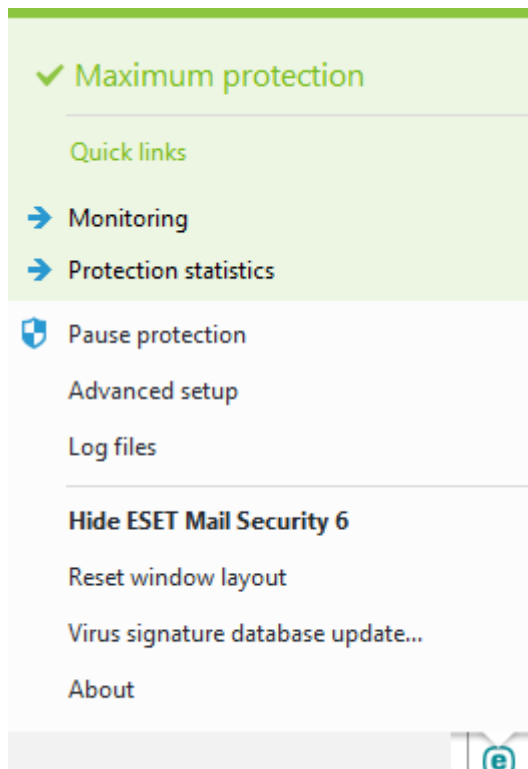 Maximum protection
Quick links
Monitoring
Protection statistics
Pause protection
Advanced setup
Log files
Hide ESET Mail Security 6
Reset window layout
Virus signature database update...
About
e